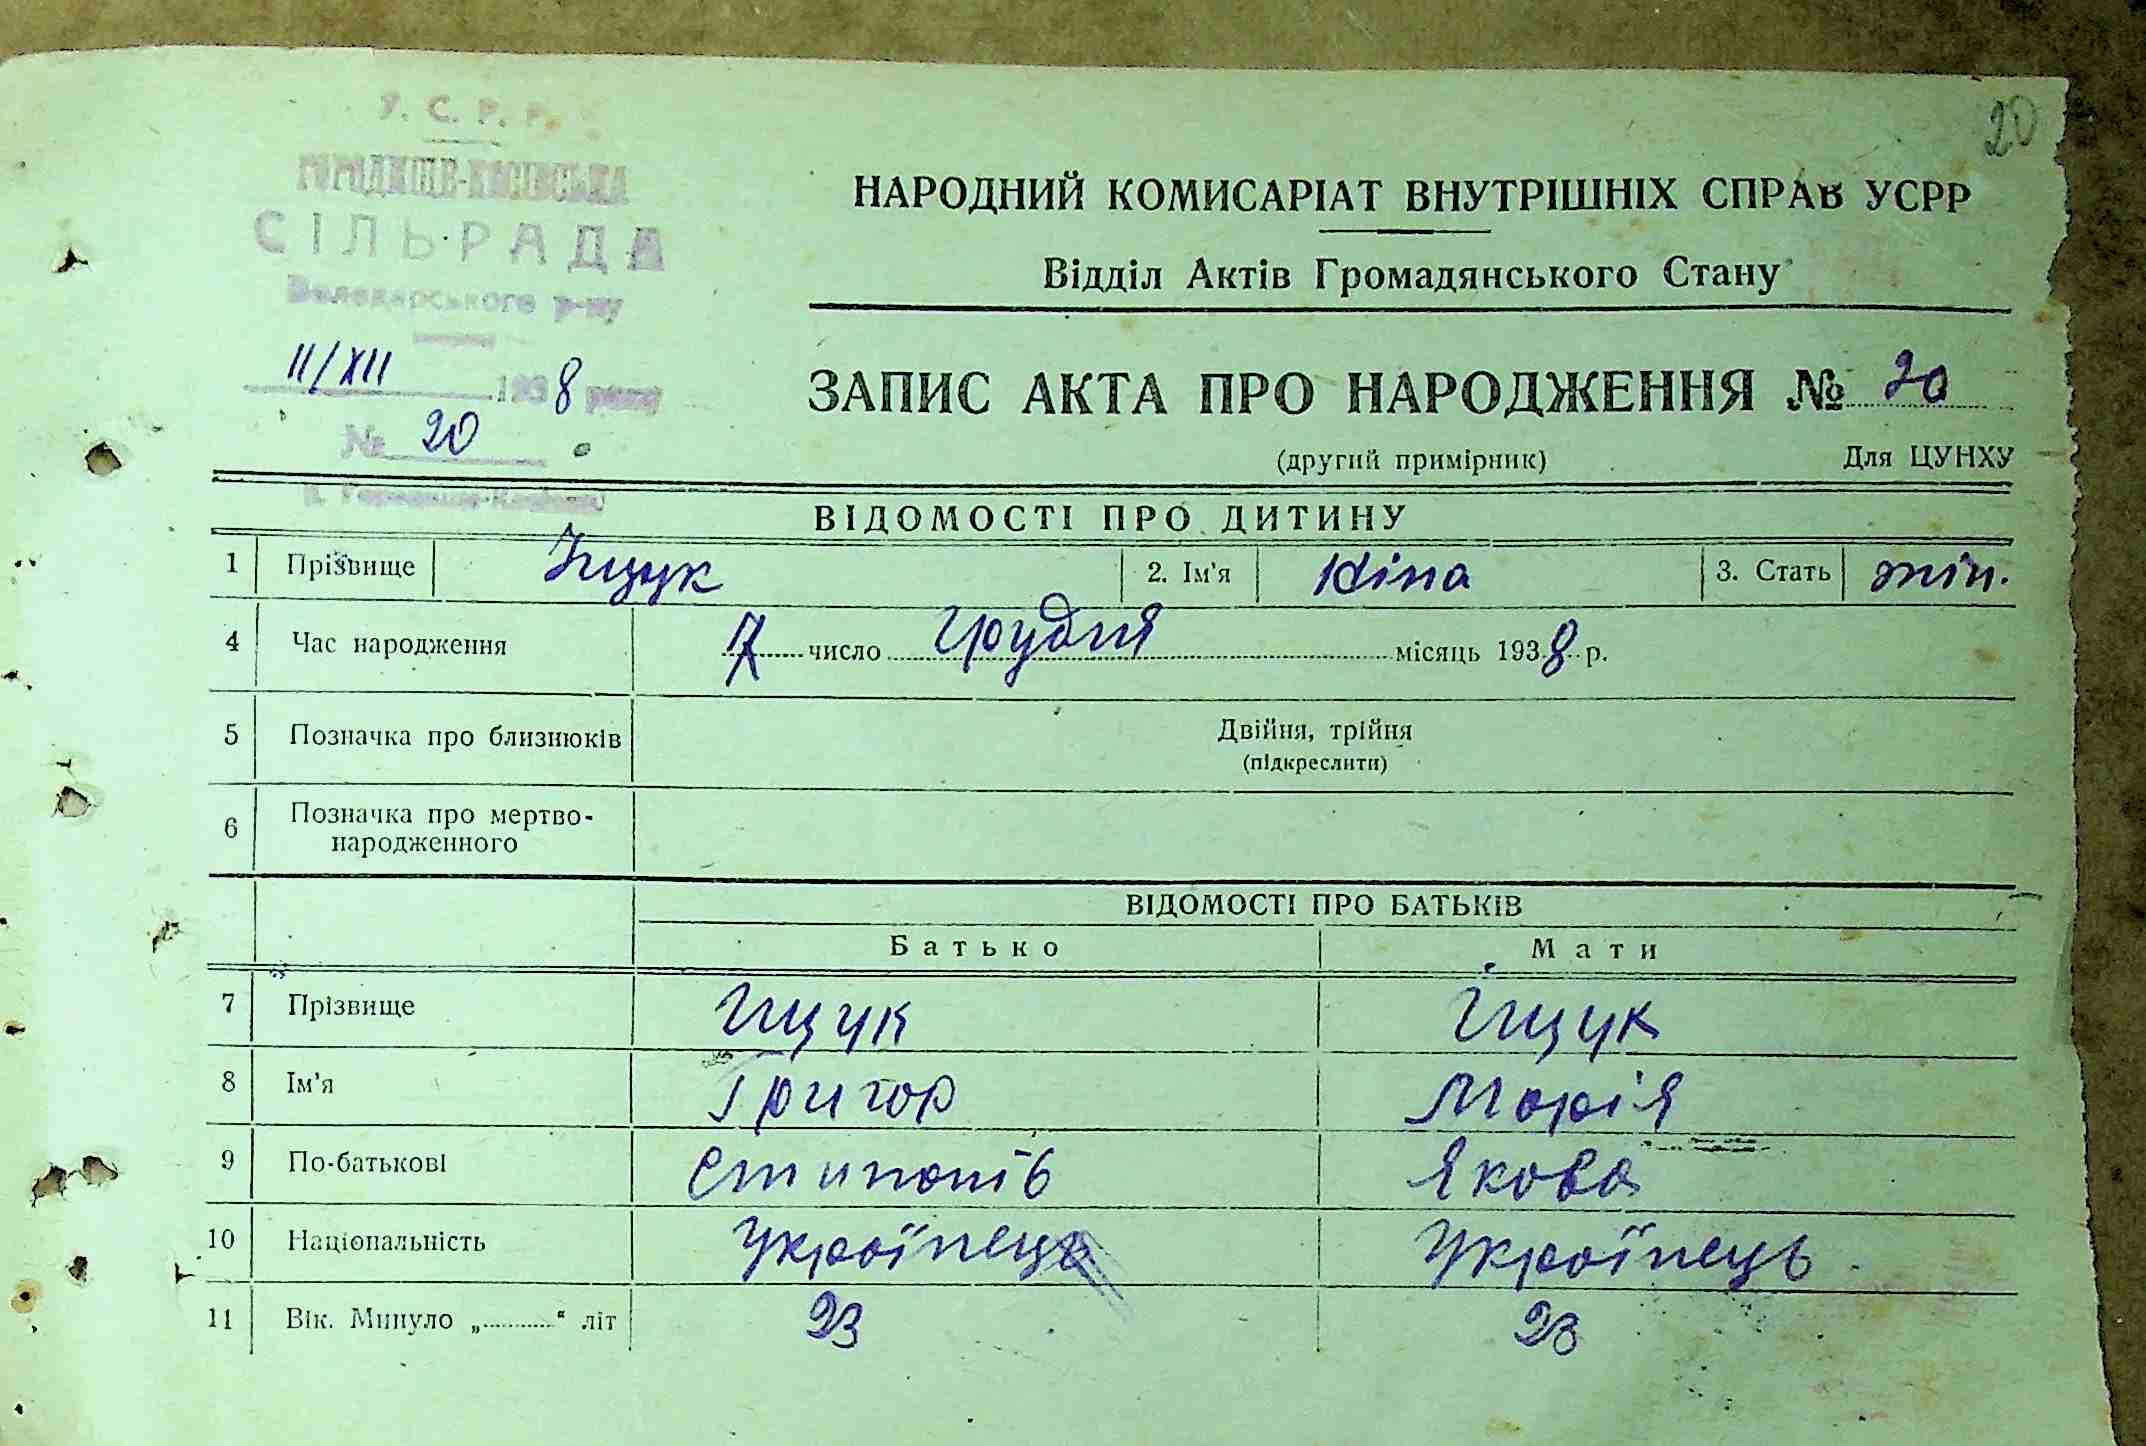 20
У. С. Р. Р.
СІЛЬРАДА
Володарського р-ну
11/XII 1938 року
№ 20
НАРОДНИЙ КОМИСАРІАТ ВНУТРІШНІХ СПРАВ УСРР
Відділ Актів Громадянського Стану
ЗАПИС АКТА ПРО НАРОДЖЕННЯ № 20
(другий примірник) Для ЦУНХУ
ВІДОМОСТІ ПРО ДИТИНУ
1 Прізвище Іщук 2. Ім'я Ніна 3. Стать жін.
4 Час народження 7 число Грудня місяць 1938 р.
5 Позначка про близнюків Двійня, трійня
(підкреслити)
6 Позначка про мертво-
народженного
ВІДОМОСТІ ПРО БАТЬКІВ
Батько Мати
7 Прізвище Іщук Іщук
8 Ім'я Григор Марія
9 По-батькові Якова
10 Національність Українець Українець
11 Вік. Минуло „..........“ літ 23 23